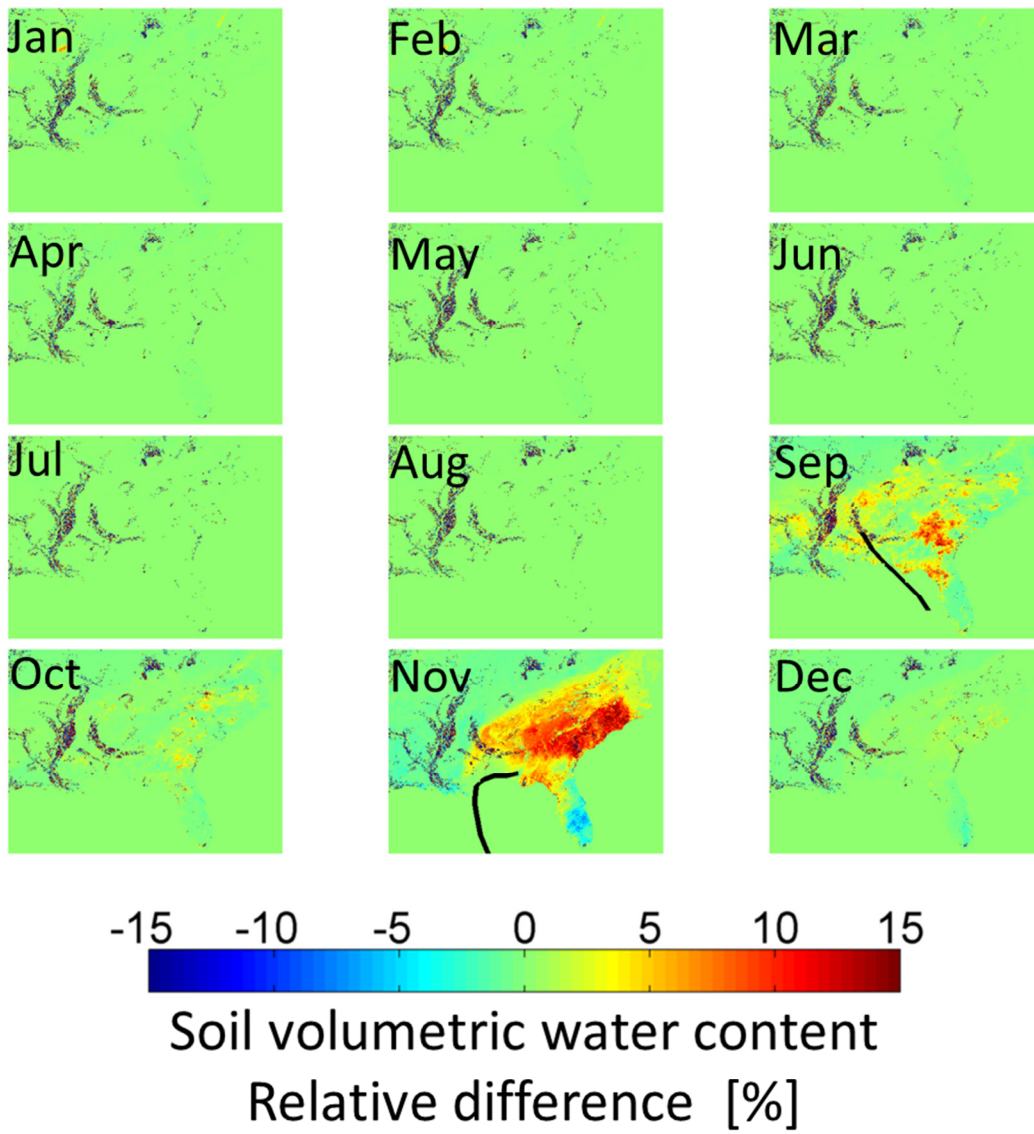 Jan Feb Mar
Apr May Jun
Jul Aug Sep
Oct Nov Dec
-15 -10 -5 0 5 10 15
Soil volumetric water content
Relative difference [%]